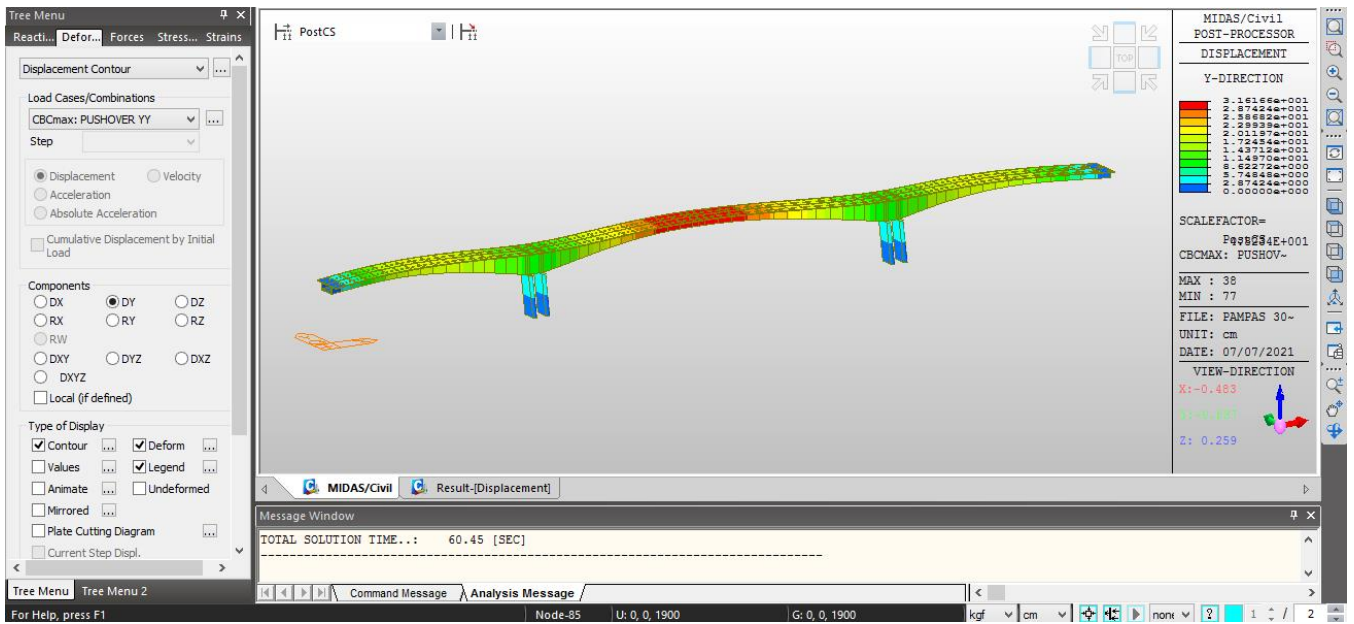 Tree Menu
Reacti... Defor... Forces Stress... Strains
Displacement Contour
...
Load Cases/Combinations
CBCmax: PUSHOVER YY
...
Step
Displacement Velocity
Acceleration
Absolute Acceleration
Cumulative Displacement by Initial
Load
Components
DX DY DZ
RX RY RZ
RW
DXY DYZ DXZ
DXYZ
Local (if defined)
Type of Display
Contour ... Deform ...
Values ... Legend ...
Animate ... Undeformed
Mirrored ...
Plate Cutting Diagram ...
Current Step Displ.
Tree Menu Tree Menu 2
For Help, press F1
PostCS
TOP
MIDAS/Civil
POST-PROCESSOR
DISPLACEMENT
Y-DIRECTION
3.16166e+001
2.87424e+001
2.58682e+001
2.29939e+001
2.01197e+001
1.72454e+001
1.43712e+001
1.14970e+001
8.62272e+000
5.74848e+000
2.87424e+000
0.00000e+000
SCALEFACTOR=
CBCMAX: PUSHOV~
MAX : 38
MIN : 77
FILE: PAMPAS 30~
UNIT: cm
DATE: 07/07/2021
VIEW-DIRECTION
X:-0.483
Z: 0.259
MIDAS/Civil Result-[Displacement]
Message Window
TOTAL SOLUTION TIME..: 60.45 [SEC]
Command Message Analysis Message
Node-85 U: 0, 0, 1900 G: 0, 0, 1900 kgf cm none ? 1 / 2